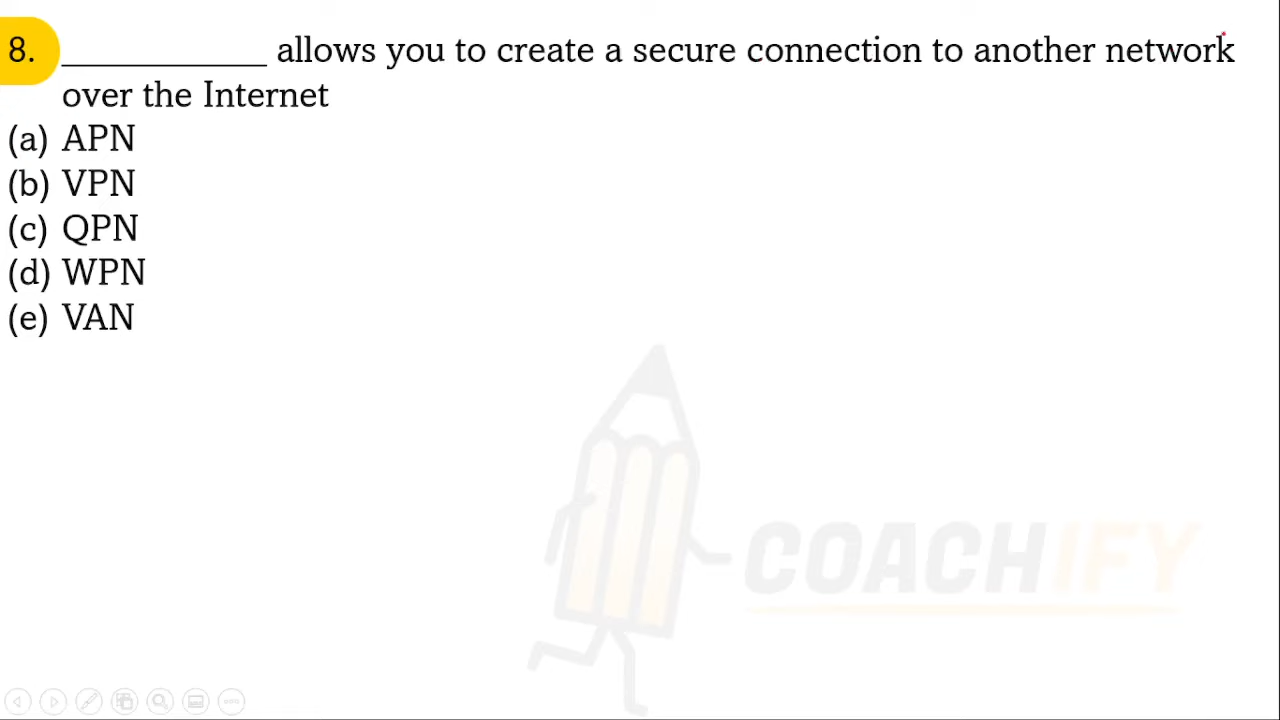 8. ____________ allows you to create a secure connection to another network
over the Internet
(a) APN
(b) VPN
(c) QPN
(d) WPN
(e) VAN
COACHIFY